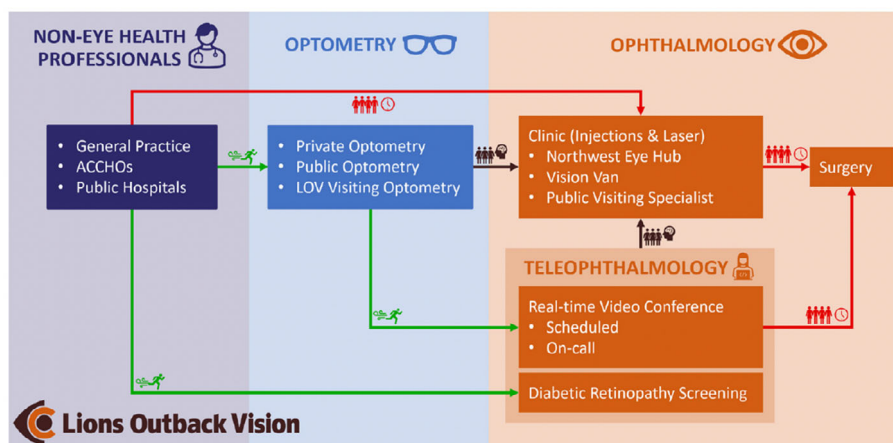 NON-EYE HEALTH
PROFESSIONALS
OPTOMETRY
OPHTHALMOLOGY
• General Practice
• ACCHOs
• Public Hospitals
• Private Optometry
• Public Optometry
• LOV Visiting Optometry
Clinic (Injections & Laser)
• Northwest Eye Hub
• Vision Van
• Public Visiting Specialist
Surgery
TELEOPHTHALMOLOGY
Real-time Video Conference
• Scheduled
• On-call
Diabetic Retinopathy Screening
Lions Outback Vision